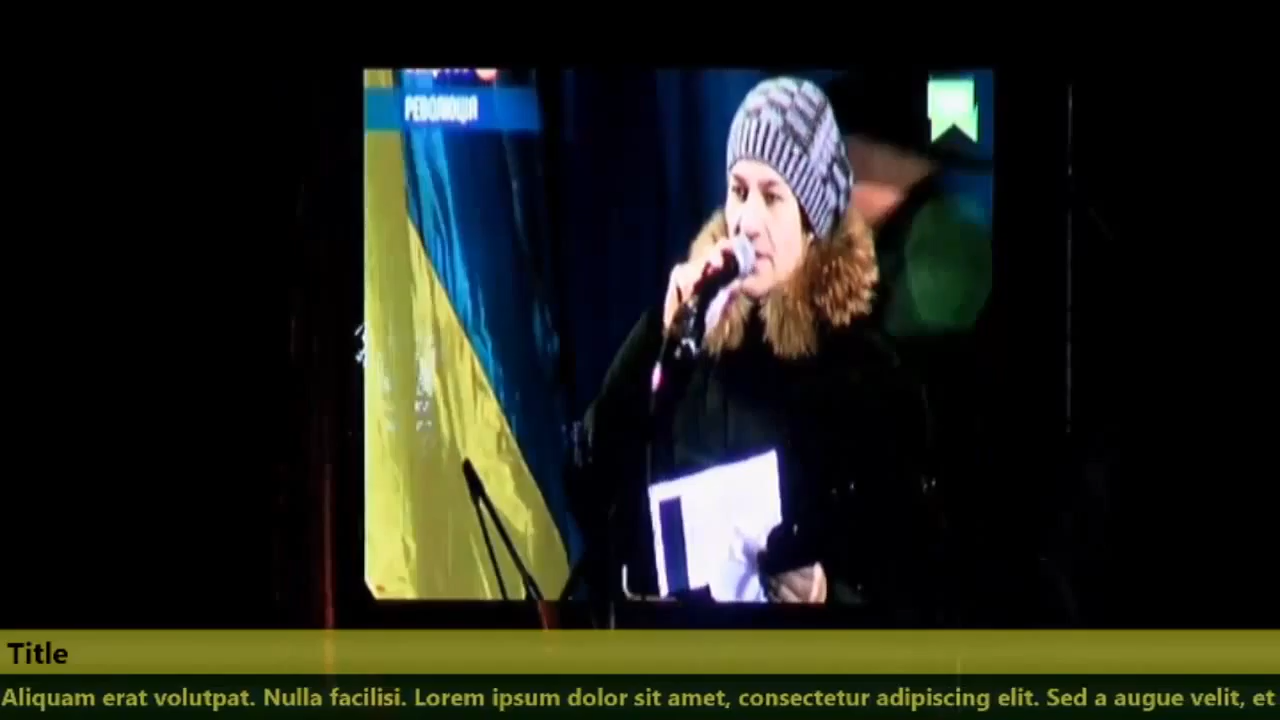 РЕВОЛЮЦІЯ
Title
Aliquam erat volutpat. Nulla facilisi. Lorem ipsum dolor sit amet, consectetur adipiscing elit. Sed a augue velit, et